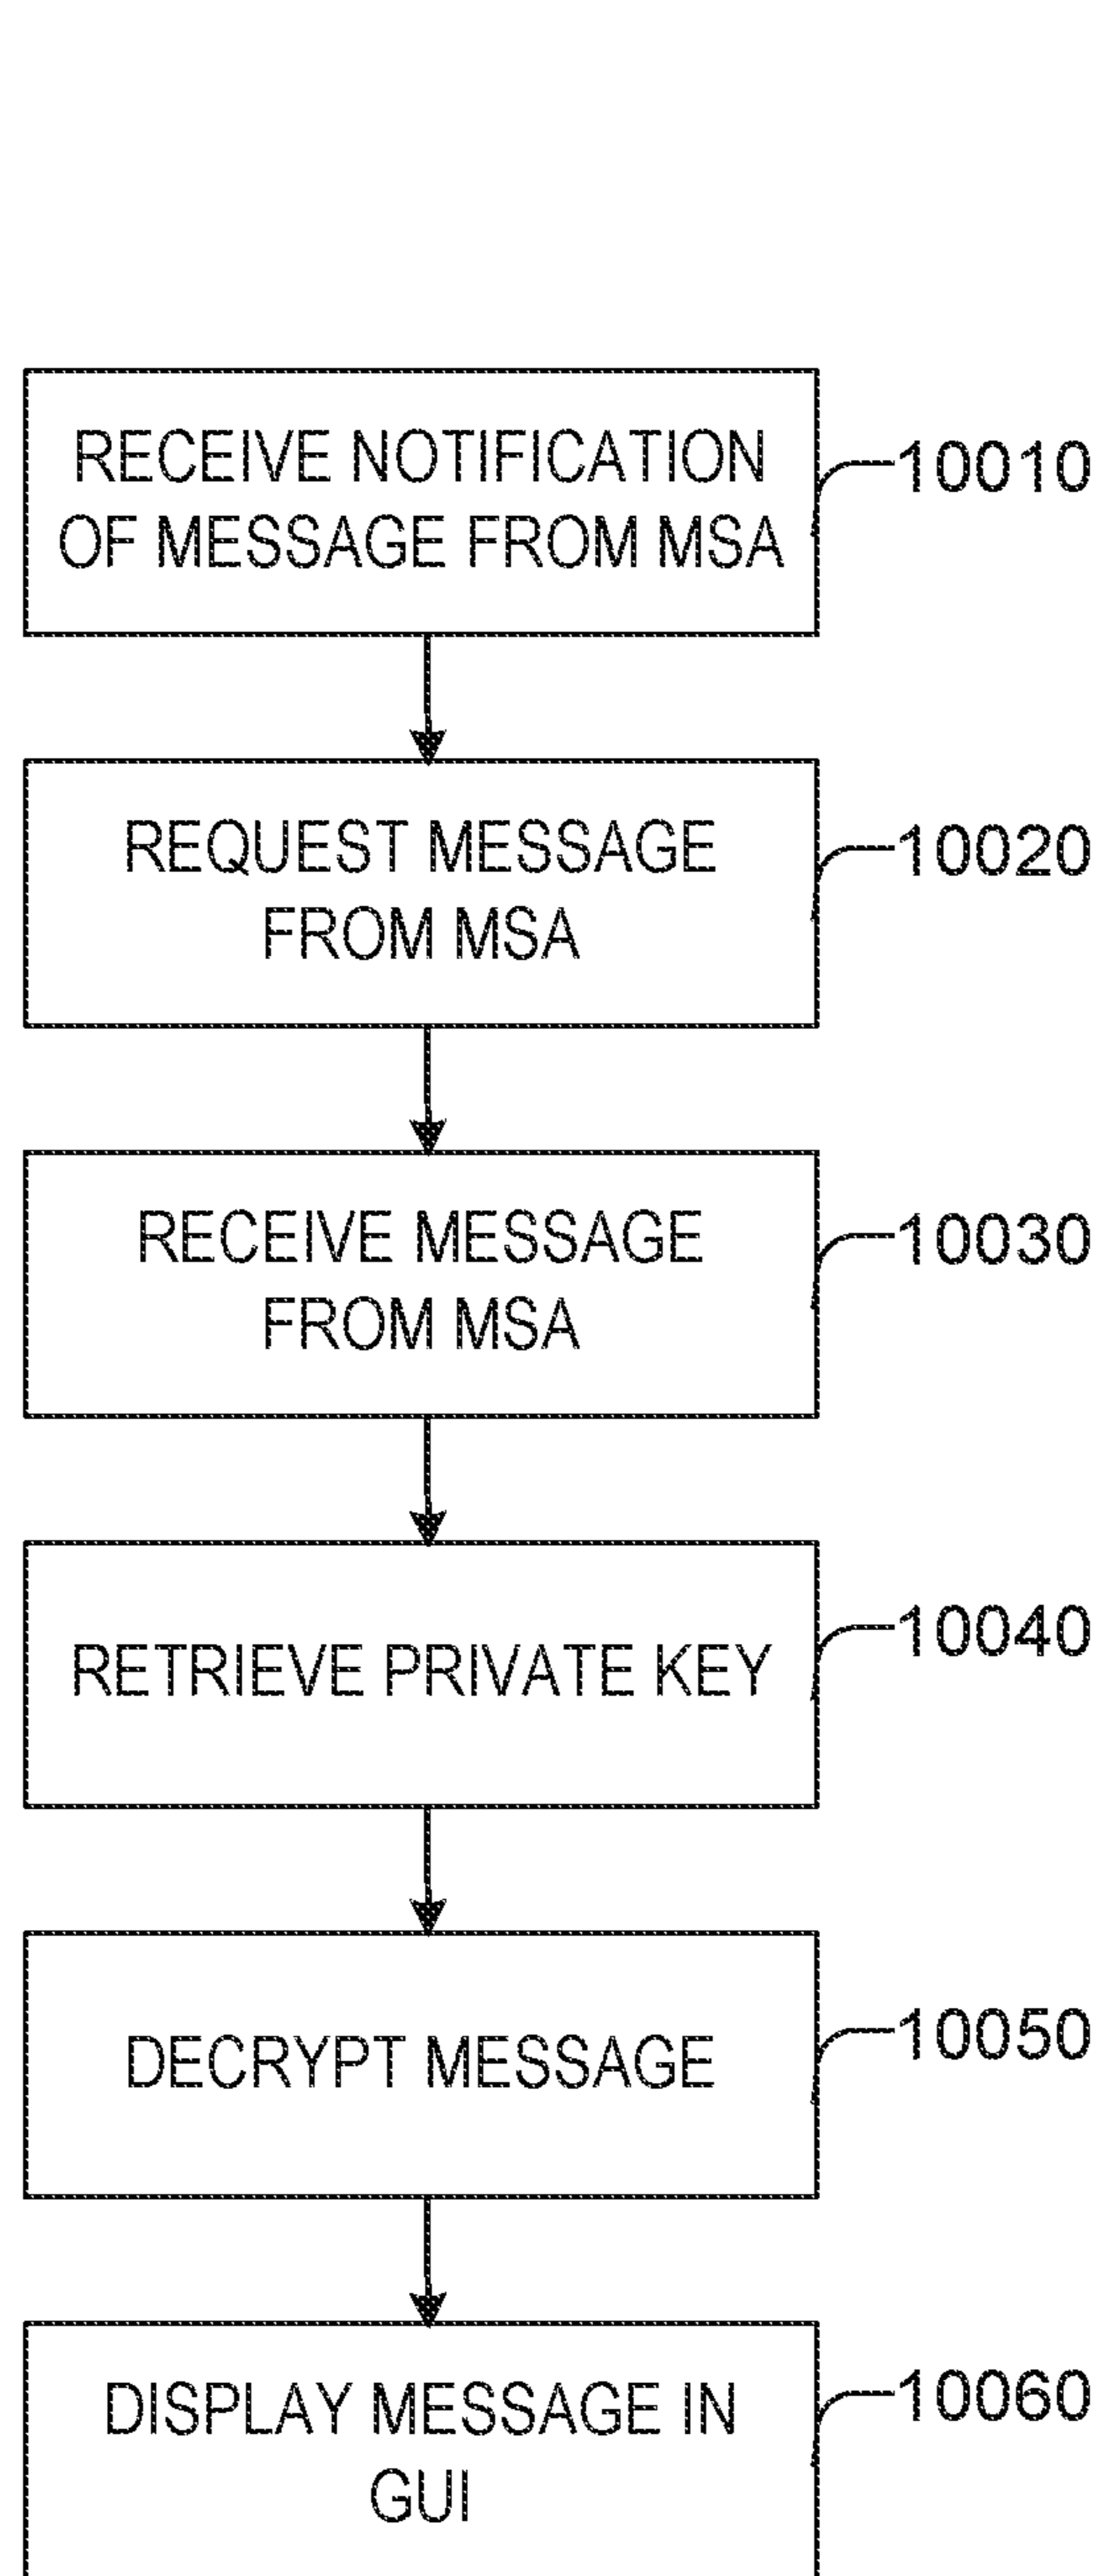 RECEIVE NOTIFICATION
OF MESSAGE FROM MSA
10010
REQUEST MESSAGE
FROM MSA
10020
RECEIVE MESSAGE
FROM MSA
10030
RETRIEVE PRIVATE KEY
10040
DECRYPT MESSAGE
10050
DISPLAY MESSAGE IN
GUI
10060